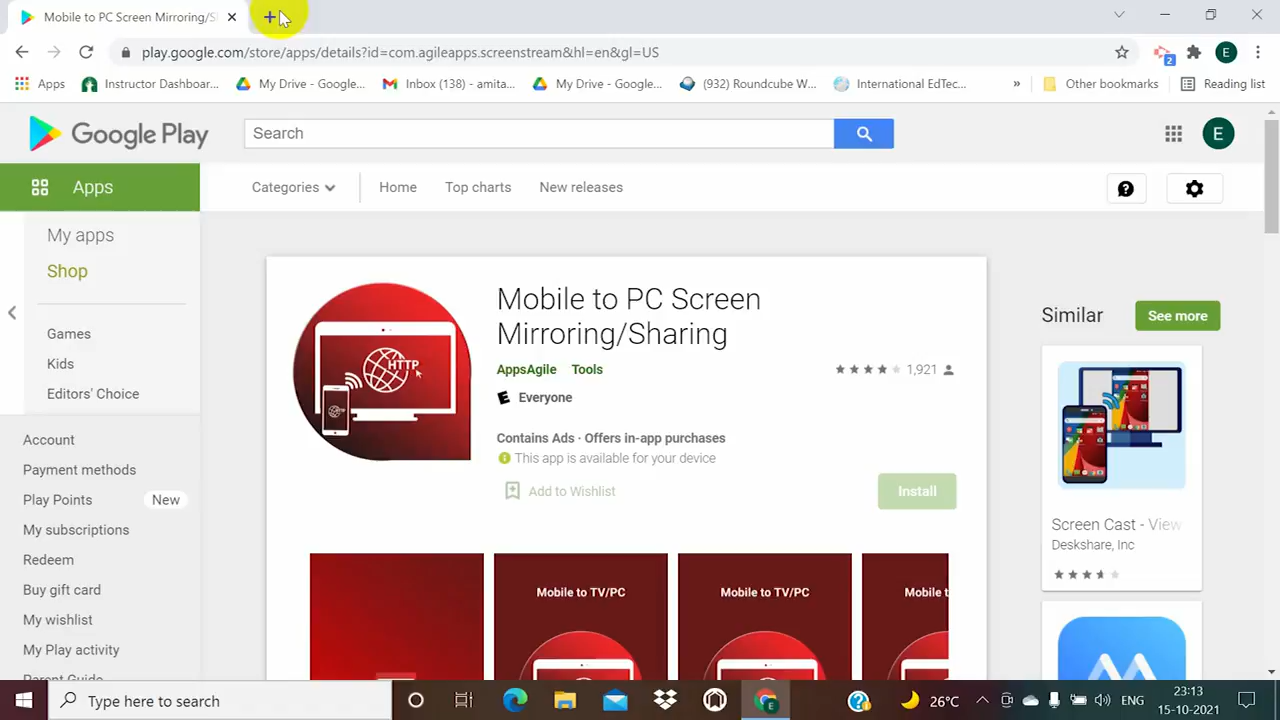 Mobile to PC Screen Mirroring/S
play.google.com/store/apps/details?id=com.agileapps.screenstream&hl=en&gl=US
E
2
Apps
Instructor Dashboar...
My Drive - Google...
Inbox (138) - amita...
My Drive - Google...
(932) Roundcube W...
International EdTec...
»
Other bookmarks
Reading list
Google Play
Search
E
Apps
Categories
Home
Top charts
New releases
My apps
Shop
Games
Kids
Editors' Choice
Account
Payment methods
Play Points
New
My subscriptions
Redeem
Buy gift card
My wishlist
My Play activity
Parent Guide
HTTP
Mobile to PC Screen
Mirroring/Sharing
AppsAgile
Tools
1,921
E
Everyone
Contains Ads · Offers in-app purchases
This app is available for your device
Add to Wishlist
Install
Mobile to TV/PC
Mobile to TV/PC
Mobile t
Similar
See more
Screen Cast - View
Deskshare, Inc
Type here to search
26°C
ENG
23:13
15-10-2021